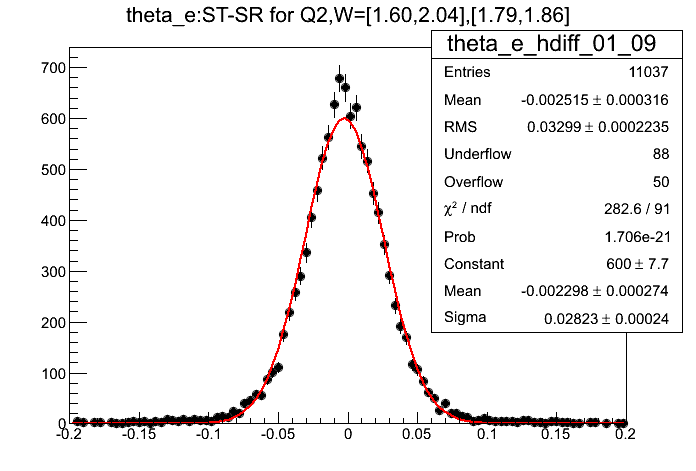 theta_e:ST-SR for Q2,W=[1.60,2.04],[1.79,1.86]
theta_e_hdiff_01_09
Entries 11037
Mean -0.002515 ± 0.000316
RMS 0.03299 ± 0.0002235
Underflow 88
Overflow 50
χ² / ndf 282.6 / 91
Prob 1.706e-21
Constant 600 ± 7.7
Mean -0.002298 ± 0.000274
Sigma 0.02823 ± 0.00024
700
600
500
400
300
200
100
0
-0.2 -0.15 -0.1 -0.05 0 0.05 0.1 0.15 0.2